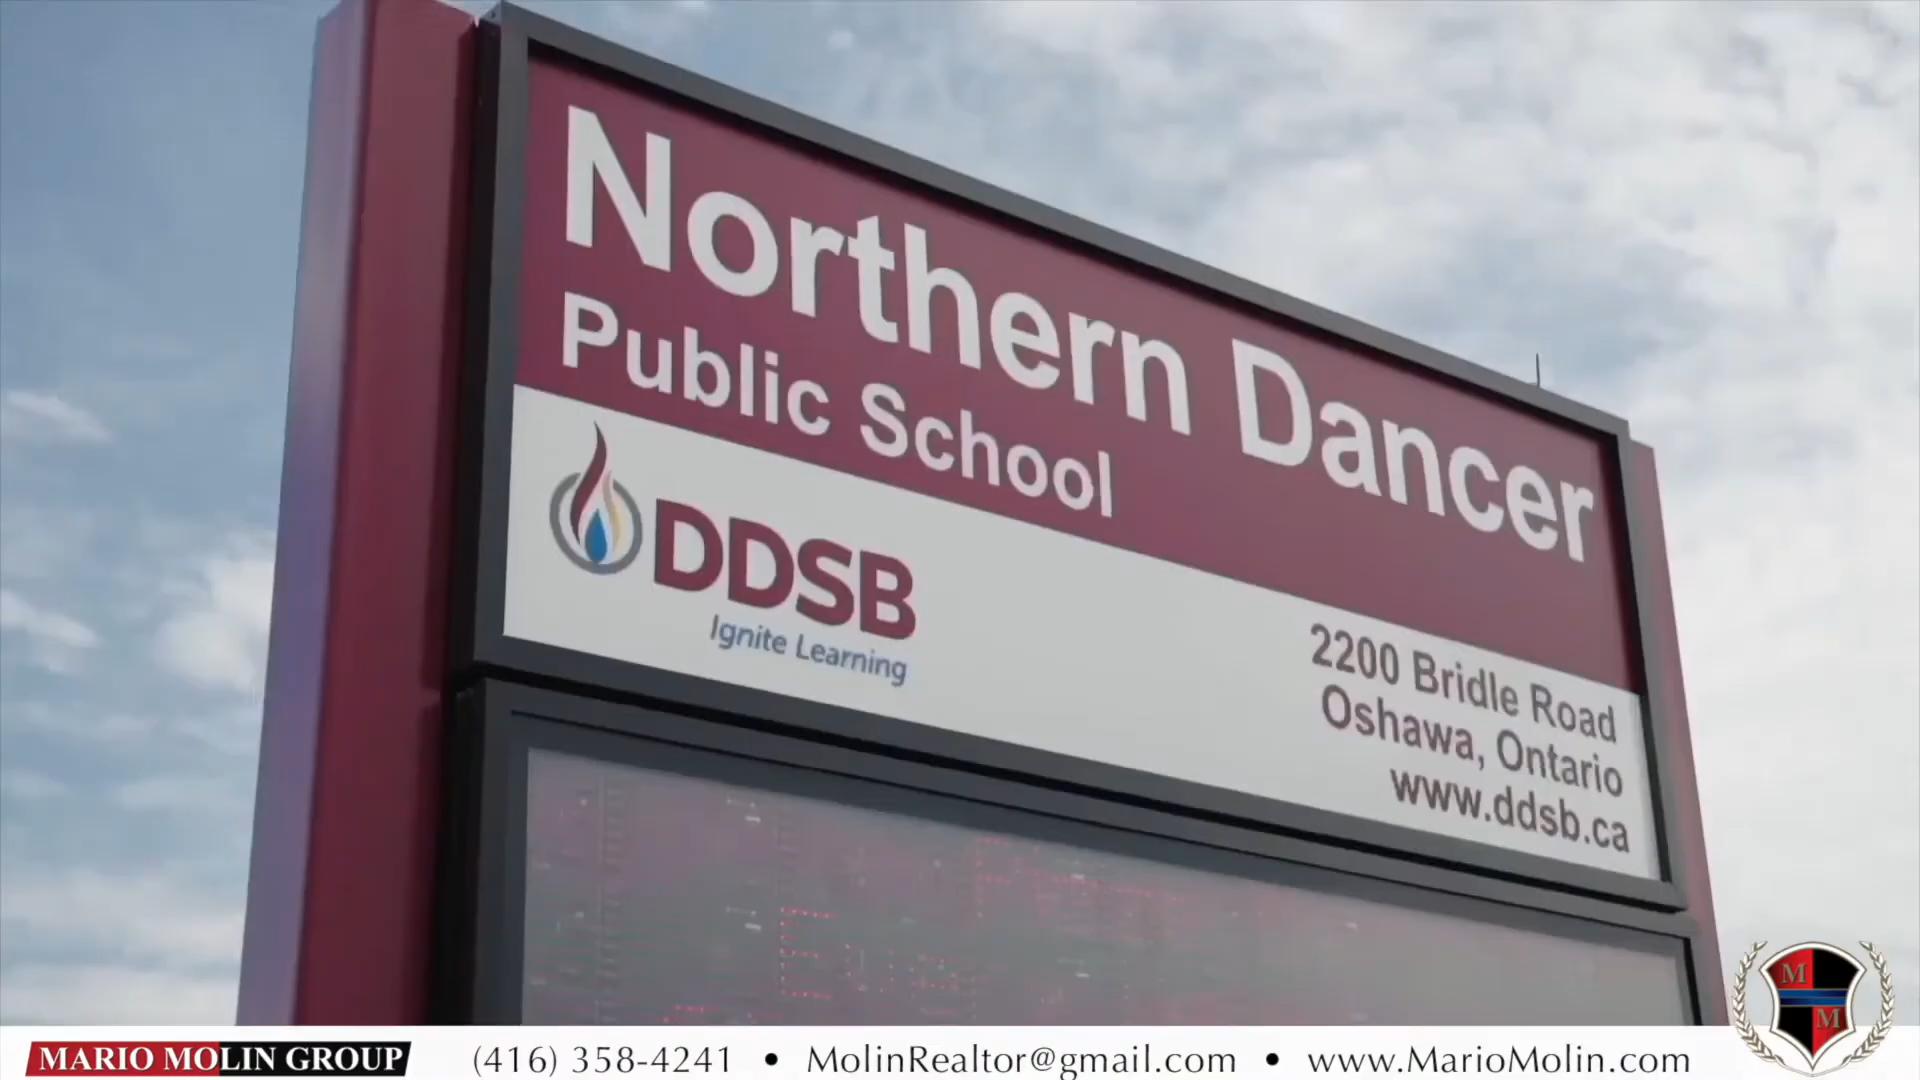 Northern Dancer
Public School
DDSB
Ignite Learning
2200 Bridle Road
Oshawa, Ontario
www.ddsb.ca
MARIO MOLIN GROUP
(416) 358-4241 • MolinRealtor@gmail.com • www.MarioMolin.com
M
M